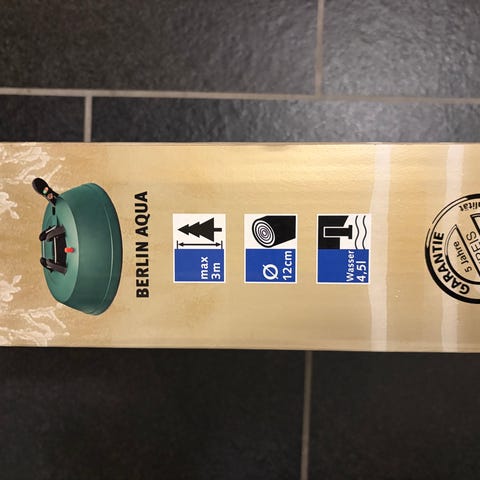 BERLIN AQUA
max
3m
Ø
12cm
Wasser
4,5l
GARANTIE
5 Jahre